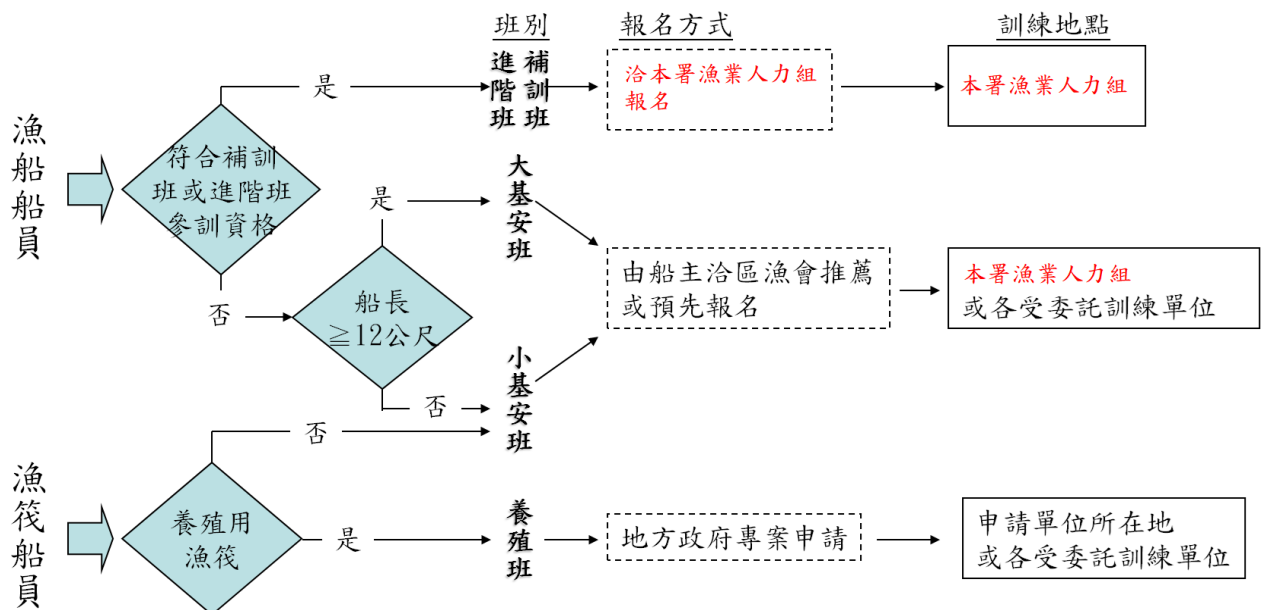 班別
報名方式
訓練地點
漁船船員
符合補訓
班或進階班
參訓資格
是
進階班
補訓班
洽本署漁業人力組
報名
本署漁業人力組
否
船長
≧12公尺
是
大基安班
由船主洽區漁會推薦
或預先報名
本署漁業人力組
或各受委託訓練單位
否
小基安班
漁筏船員
養殖用
漁筏
否
是
養殖班
地方政府專案申請
申請單位所在地
或各受委託訓練單位